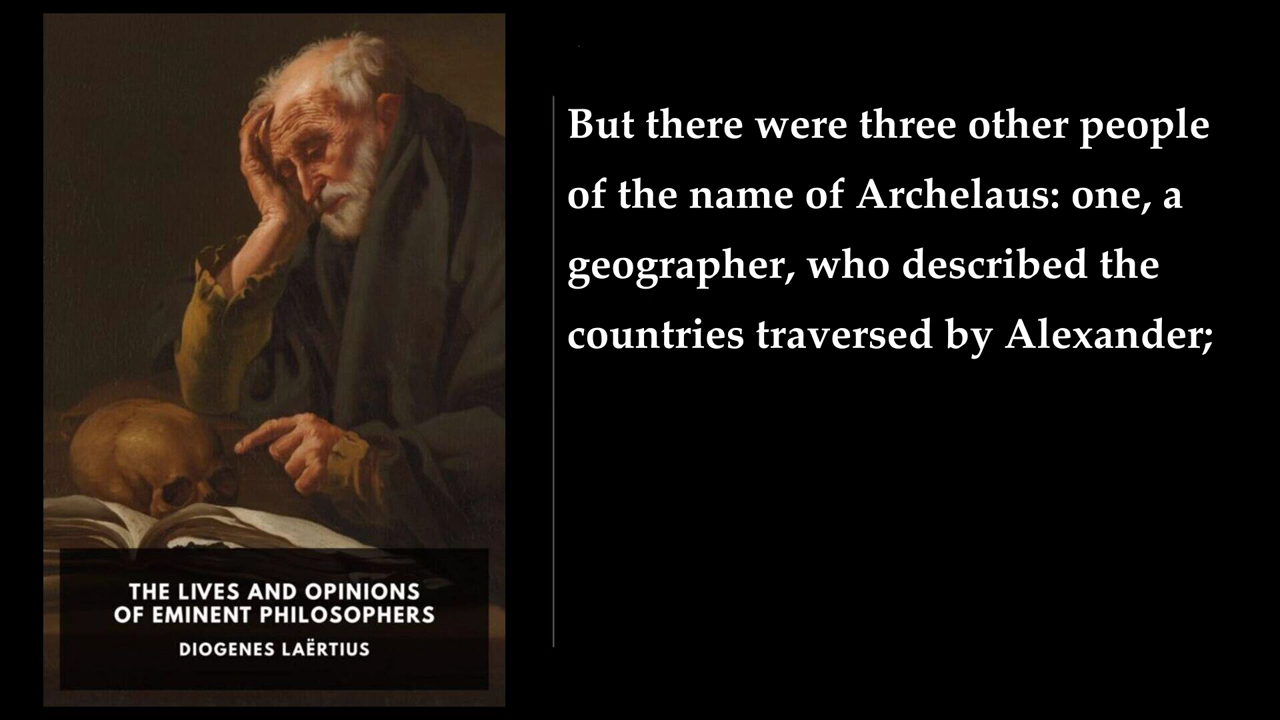 But there were three other people
of the name of Archelaus: one, a
geographer, who described the
countries traversed by Alexander;
THE LIVES AND OPINIONS
OF EMINENT PHILOSOPHERS
DIOGENES LAËRTIUS